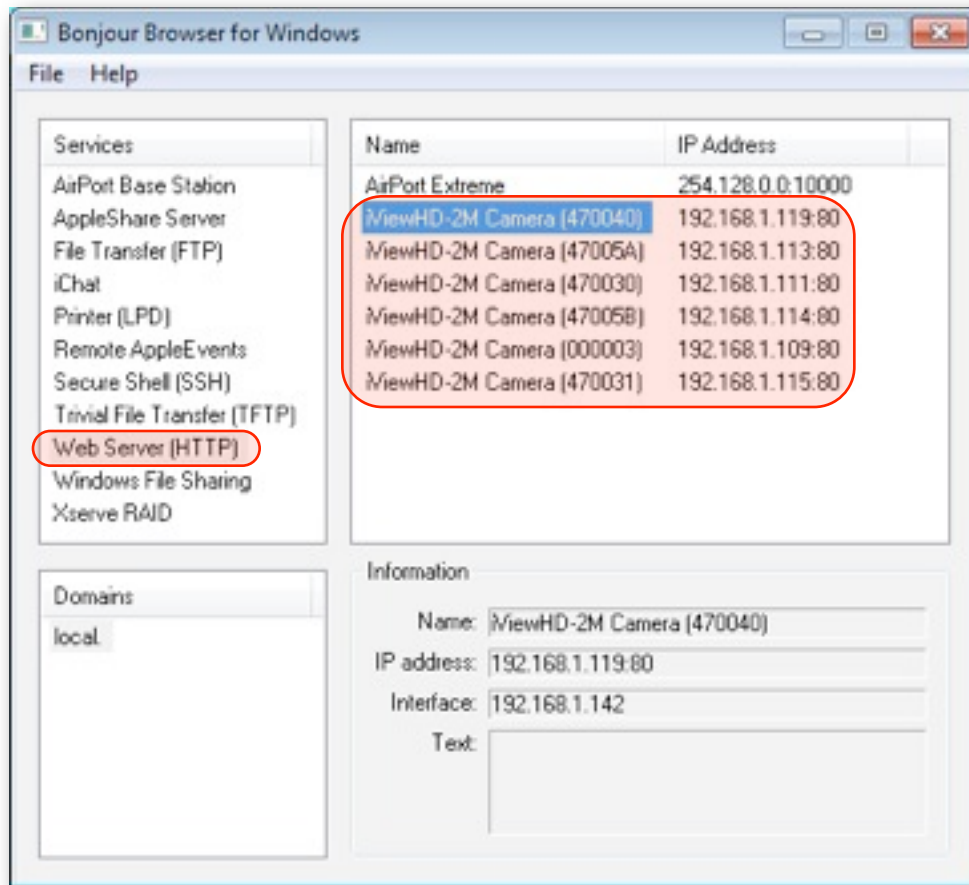 Bonjour Browser for Windows
File Help
Services
AirPort Base Station
AppleShare Server
File Transfer (FTP)
iChat
Printer (LPD)
Remote AppleEvents
Secure Shell (SSH)
Trivial File Transfer (TFTP)
Web Server (HTTP)
Windows File Sharing
Xserve RAID
Name IP Address
AirPort Extreme 254.128.0.0:10000
iViewHD-2M Camera (470040) 192.168.1.119:80
iViewHD-2M Camera (47005A) 192.168.1.113:80
iViewHD-2M Camera (470030) 192.168.1.111:80
iViewHD-2M Camera (47005B) 192.168.1.114:80
iViewHD-2M Camera (000003) 192.168.1.109:80
iViewHD-2M Camera (470031) 192.168.1.115:80
Domains
local.
Information
Name: iViewHD-2M Camera (470040)
IP address: 192.168.1.119:80
Interface: 192.168.1.142
Text: